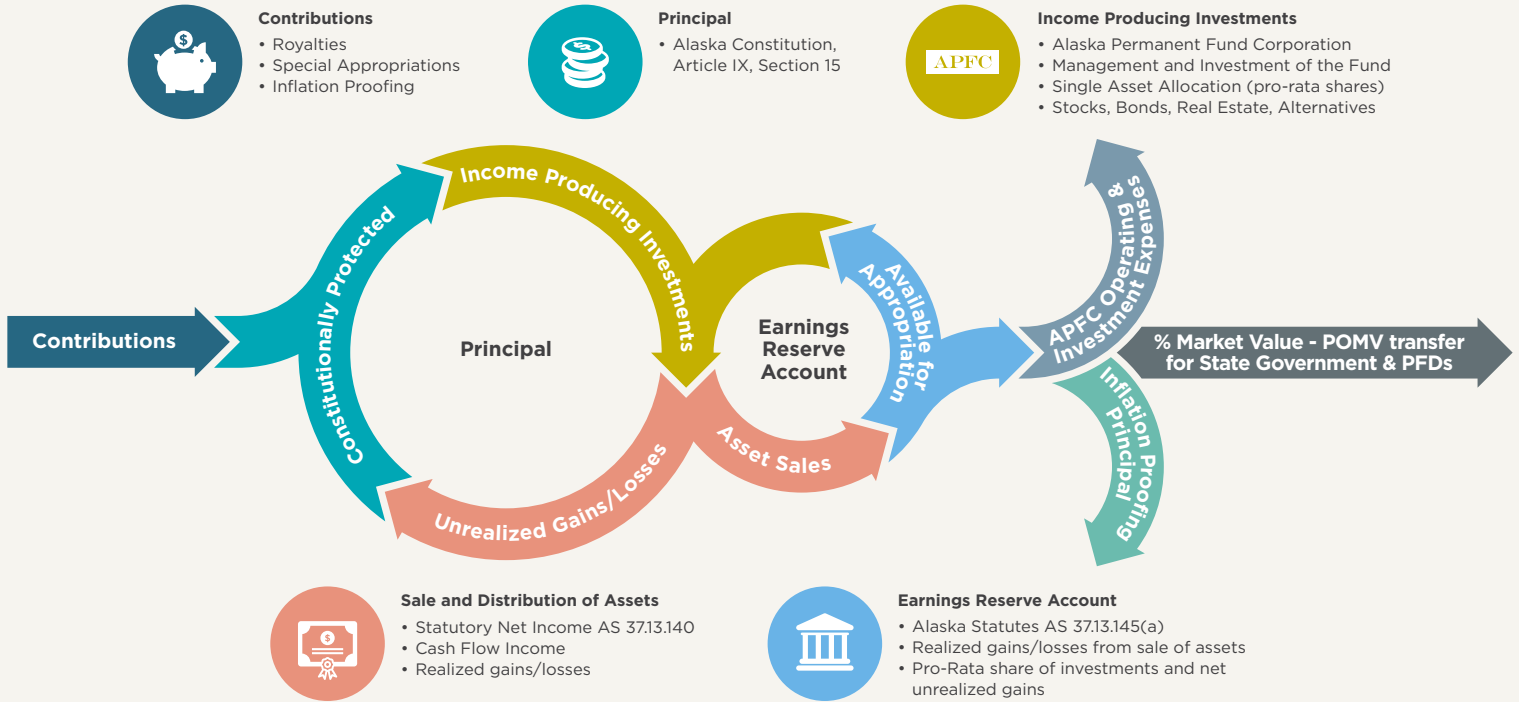 Contributions
• Royalties
• Special Appropriations
• Inflation Proofing
$
Principal
• Alaska Constitution,
Article IX, Section 15
$
APFC
Income Producing Investments
• Alaska Permanent Fund Corporation
• Management and Investment of the Fund
• Single Asset Allocation (pro-rata shares)
• Stocks, Bonds, Real Estate, Alternatives
Contributions
Constitutionally Protected
Income Producing Investments
Principal
Unrealized Gains/Losses
Earnings
Reserve
Account
Asset Sales
Available for
Appropriation
APFC Operating &
Investment Expenses
% Market Value - POMV transfer
for State Government & PFDs
Inflation Proofing
Principal
$
Sale and Distribution of Assets
• Statutory Net Income AS 37.13.140
• Cash Flow Income
• Realized gains/losses
Earnings Reserve Account
• Alaska Statutes AS 37.13.145(a)
• Realized gains/losses from sale of assets
• Pro-Rata share of investments and net
unrealized gains